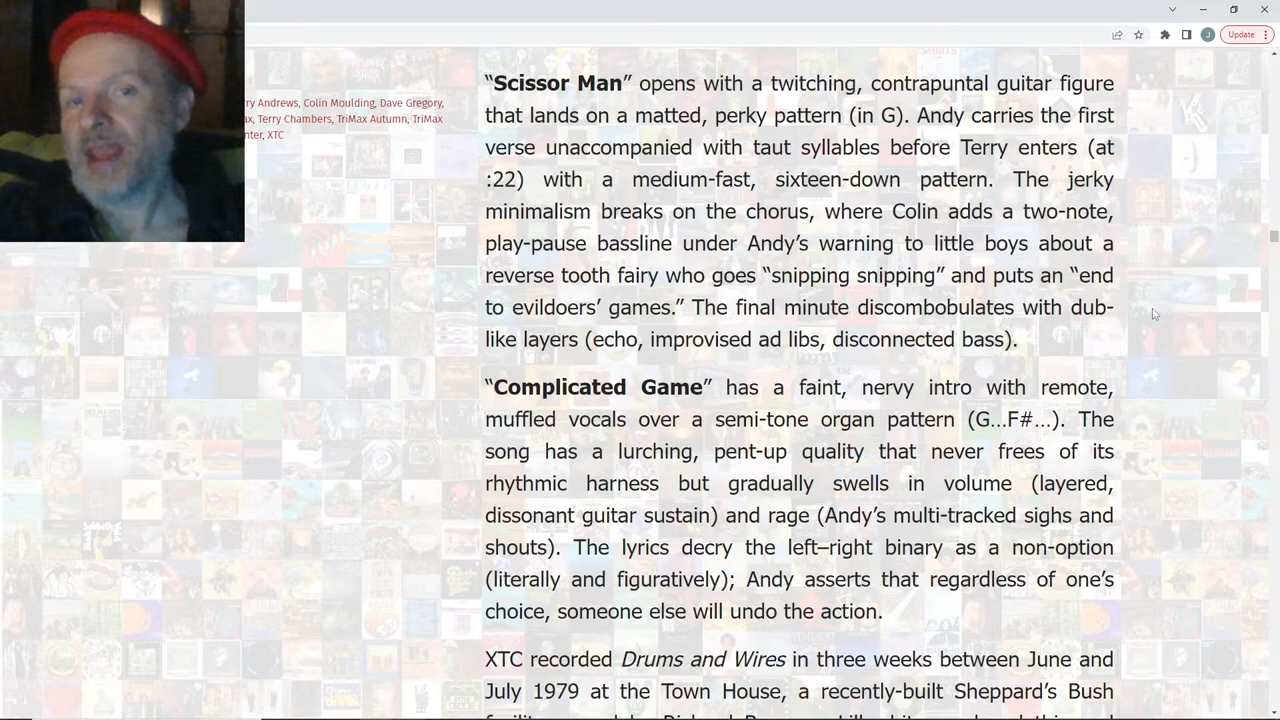 Update
rry Andrews, Colin Moulding, Dave Gregory,
ax, Terry Chambers, TriMax Autumn, TriMax
nter, XTC
“Scissor Man” opens with a twitching, contrapuntal guitar figure
that lands on a matted, perky pattern (in G). Andy carries the first
verse unaccompanied with taut syllables before Terry enters (at
:22) with a medium-fast, sixteen-down pattern. The jerky
minimalism breaks on the chorus, where Colin adds a two-note,
play-pause bassline under Andy’s warning to little boys about a
reverse tooth fairy who goes “snipping snipping” and puts an “end
to evildoers’ games.” The final minute discombobulates with dub-
like layers (echo, improvised ad libs, disconnected bass).
“Complicated Game” has a faint, nervy intro with remote,
muffled vocals over a semi-tone organ pattern (G…F#…). The
song has a lurching, pent-up quality that never frees of its
rhythmic harness but gradually swells in volume (layered,
dissonant guitar sustain) and rage (Andy’s multi-tracked sighs and
shouts). The lyrics decry the left–right binary as a non-option
(literally and figuratively); Andy asserts that regardless of one’s
choice, someone else will undo the action.
XTC recorded Drums and Wires in three weeks between June and
July 1979 at the Town House, a recently-built Sheppard’s Bush